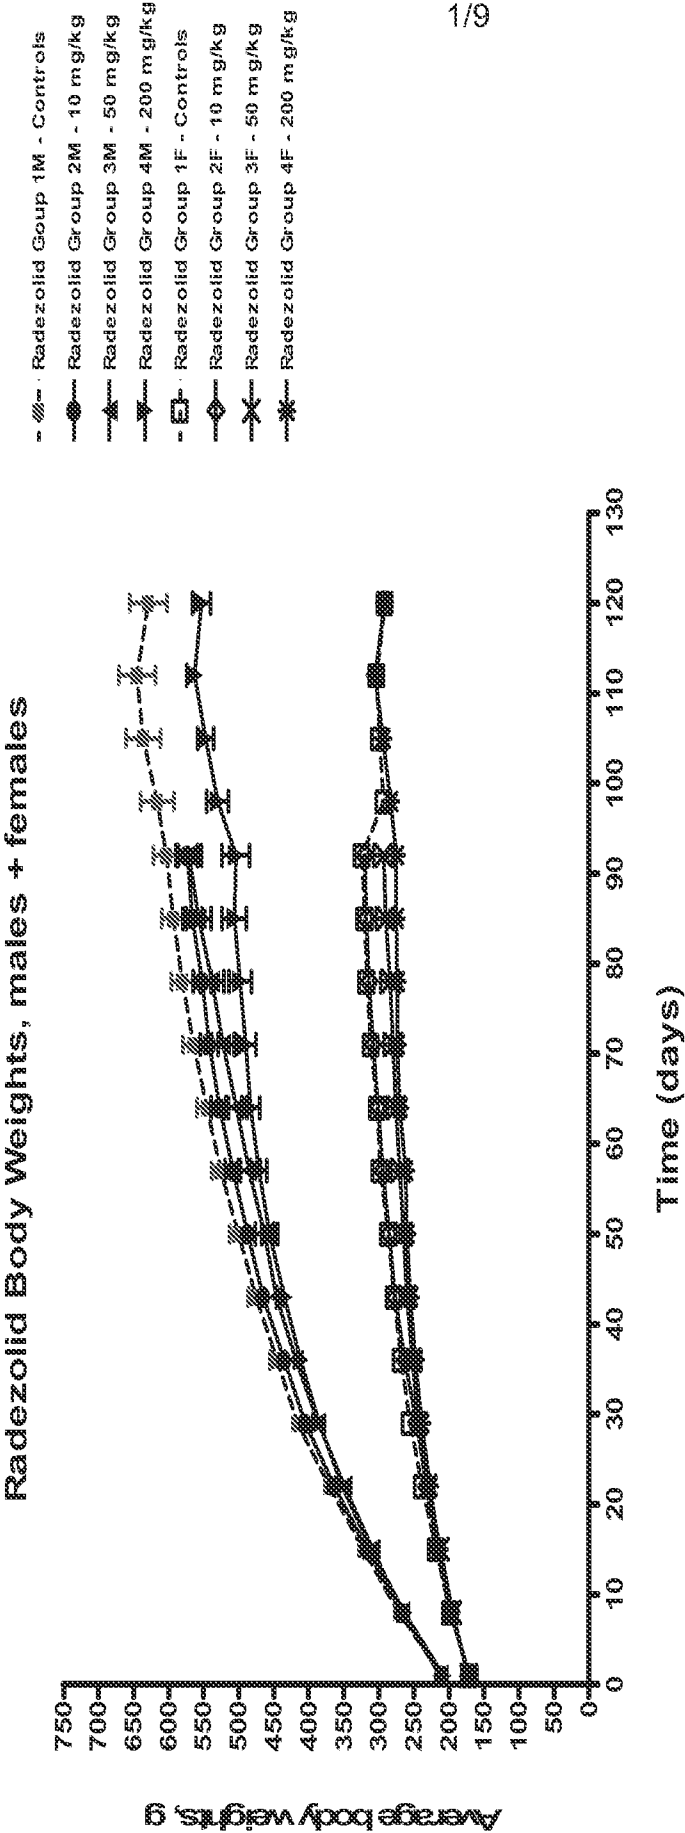 1/9
Radezolid Body Weights, males + females
Radezolid Goup 1M - Controls
Radezolid Group 2M - 10 mg/kg
Radezolid Group 3M - 50 mg/kg
Radezolid Group 4M - 200 mg/kg
Radezolid Group 1F - Controls
Radezolid Group 2F - 10 mg/kg
Radezolid Group 3F - 50 mg/kg
Radezolid Group 4F - 200 mg/kg
Average body weights, g
750
700
650
600
550
500
450
400
350
300
250
200
150
100
50
0
0 10 20 30 40 50 60 70 80 90 100 110 120 130
Time (days)